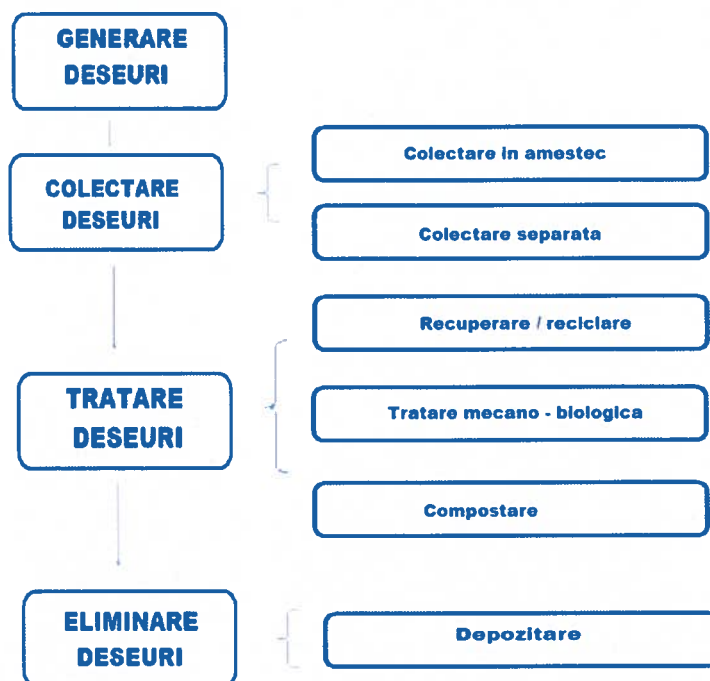 GENERARE
DESEURI
Colectare in amestec
COLECTARE
DESEURI
Colectare separata
Recuperare / reciclare
TRATARE
DESEURI
Tratare mecano - biologica
Compostare
ELIMINARE
DESEURI
Depozitare